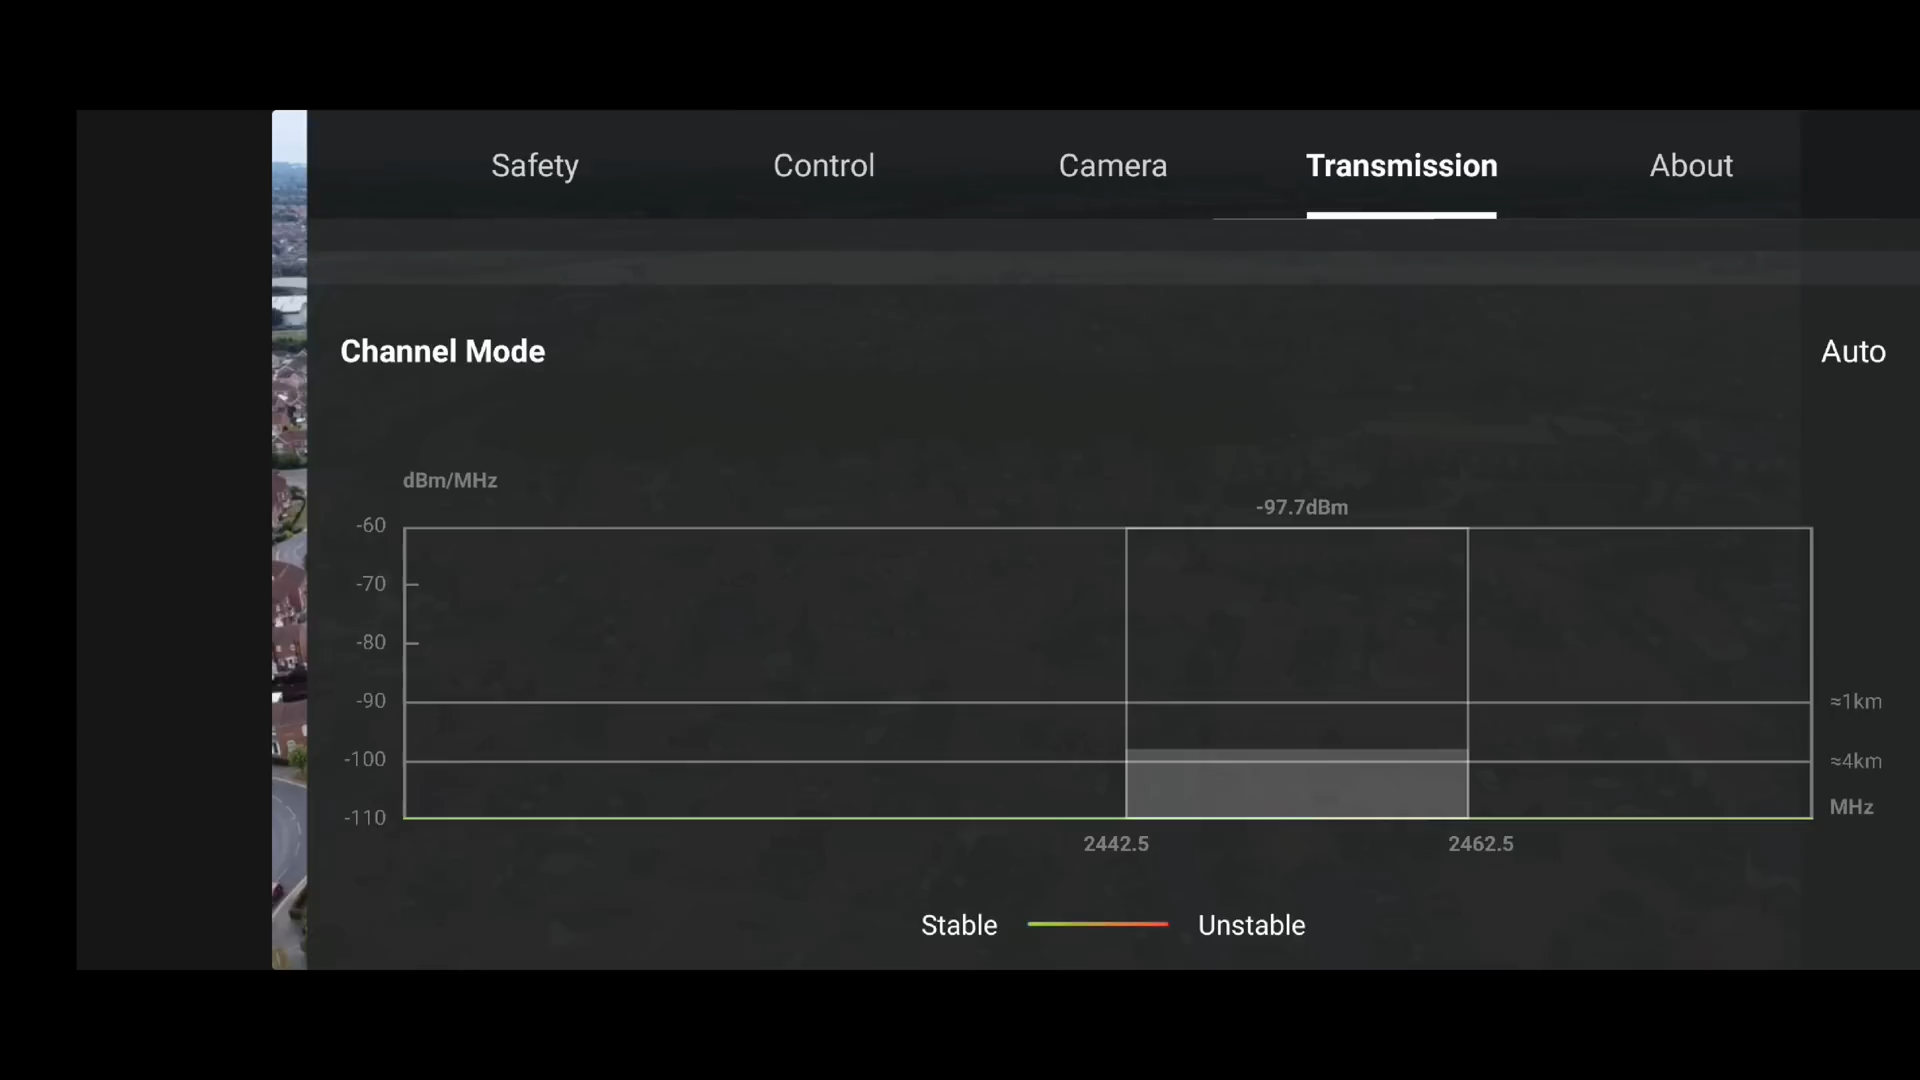 Safety Control Camera Transmission About
Channel Mode Auto
dBm/MHz
-97.7dBm
-60
-70
-80
-90 ≈1km
-100 ≈4km
-110 MHz
2442.5 2462.5
Stable Unstable